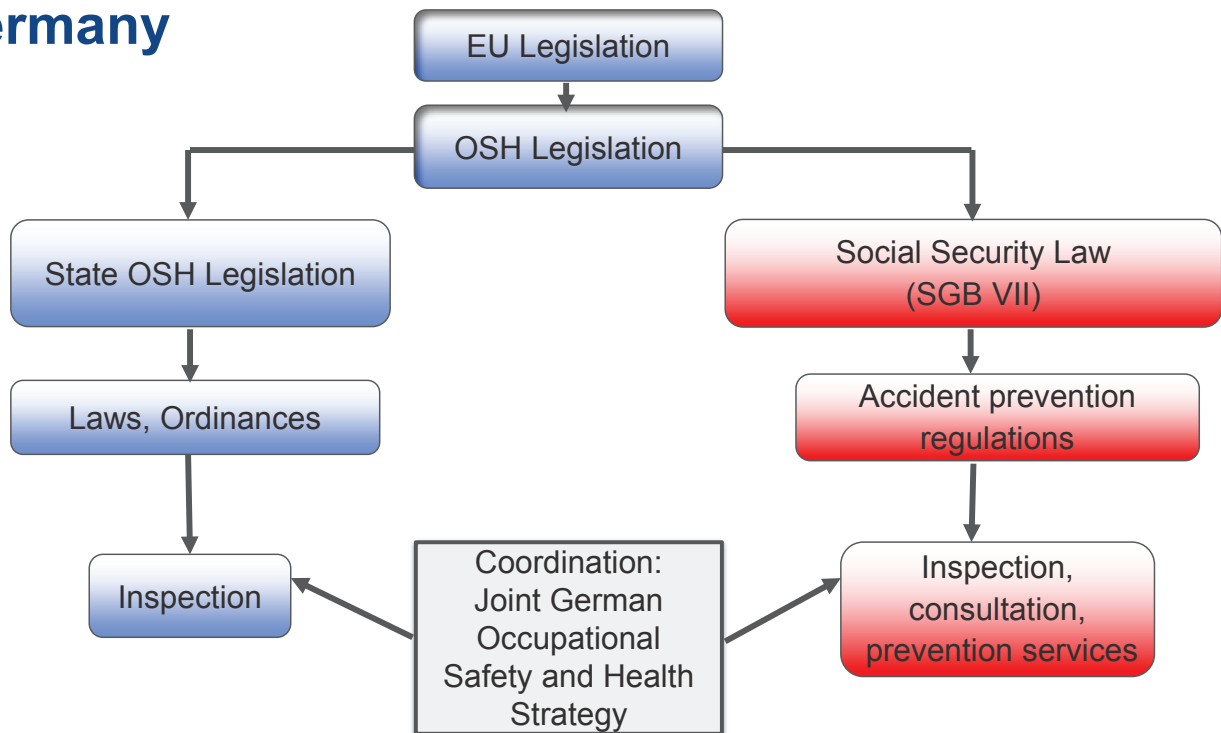 ermany
EU Legislation
OSH Legislation
State OSH Legislation
Social Security Law
(SGB VII)
Laws, Ordinances
Accident prevention
regulations
Inspection
Coordination:
Joint German
Occupational
Safety and Health
Strategy
Inspection,
consultation,
prevention services